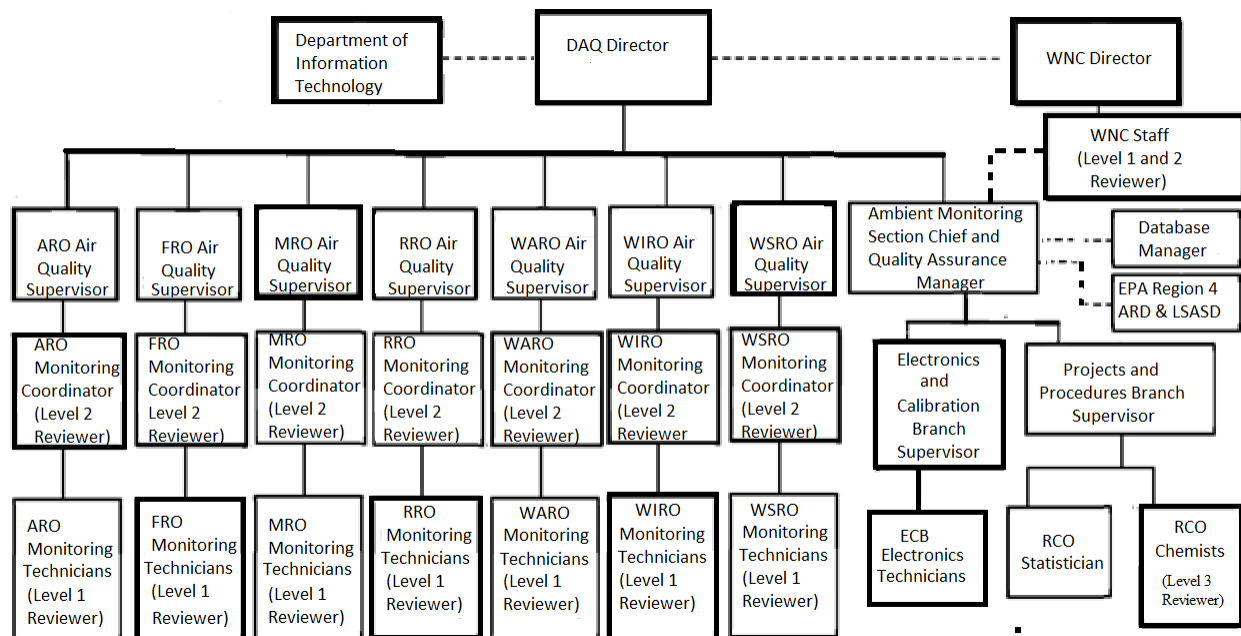 Department of
Information
Technology
DAQ Director
WNC Director
WNC Staff
(Level 1 and 2
Reviewer)
ARO Air
Quality
Supervisor
FRO Air
Quality
Supervisor
MRO Air
Quality
Supervisor
RRO Air
Quality
Supervisor
WARO Air
Quality
Supervisor
WIRO Air
Quality
Supervisor
WSRO Air
Quality
Supervisor
Ambient Monitoring
Section Chief and
Quality Assurance
Manager
Database
Manager
EPA Region 4
ARD & LSASD
ARO
Monitoring
Coordinator
(Level 2
Reviewer)
FRO
Monitoring
Coordinator
Level 2
Reviewer)
MRO
Monitoring
Coordinator
(Level 2
Reviewer)
RRO
Monitoring
Coordinator
(Level 2
Reviewer)
WARO
Monitoring
Coordinator
(Level 2
Reviewer)
WIRO
Monitoring
Coordinator
(Level 2
Reviewer
WSRO
Monitoring
Coordinator
(Level 2
Reviewer)
Electronics
and
Calibration
Branch
Supervisor
Projects and
Procedures Branch
Supervisor
ARO
Monitoring
Technicians
(Level 1
Reviewer)
FRO
Monitoring
Technicians
(Level 1
Reviewer)
MRO
Monitoring
Technicians
(Level 1
Reviewer)
RRO
Monitoring
Technicians
(Level 1
Reviewer)
WARO
Monitoring
Technicians
(Level 1
Reviewer)
WIRO
Monitoring
Technicians
(Level 1
Reviewer)
WSRO
Monitoring
Technicians
(Level 1
Reviewer)
ECB
Electronics
Technicians
RCO
Statistician
RCO
Chemists
(Level 3
Reviewer)